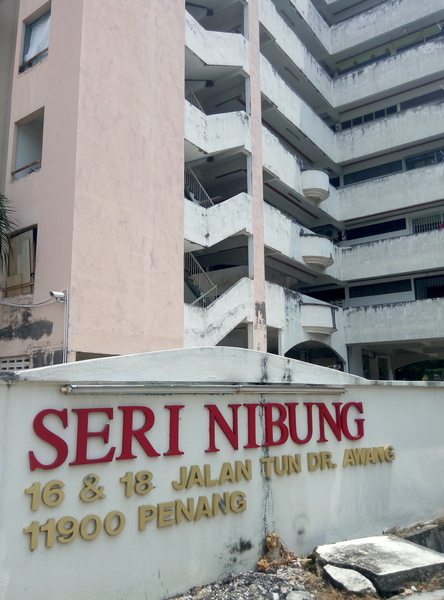 SERI NIBUNG
16 & 18 JALAN TUN DR. AWANG
11900 PENANG